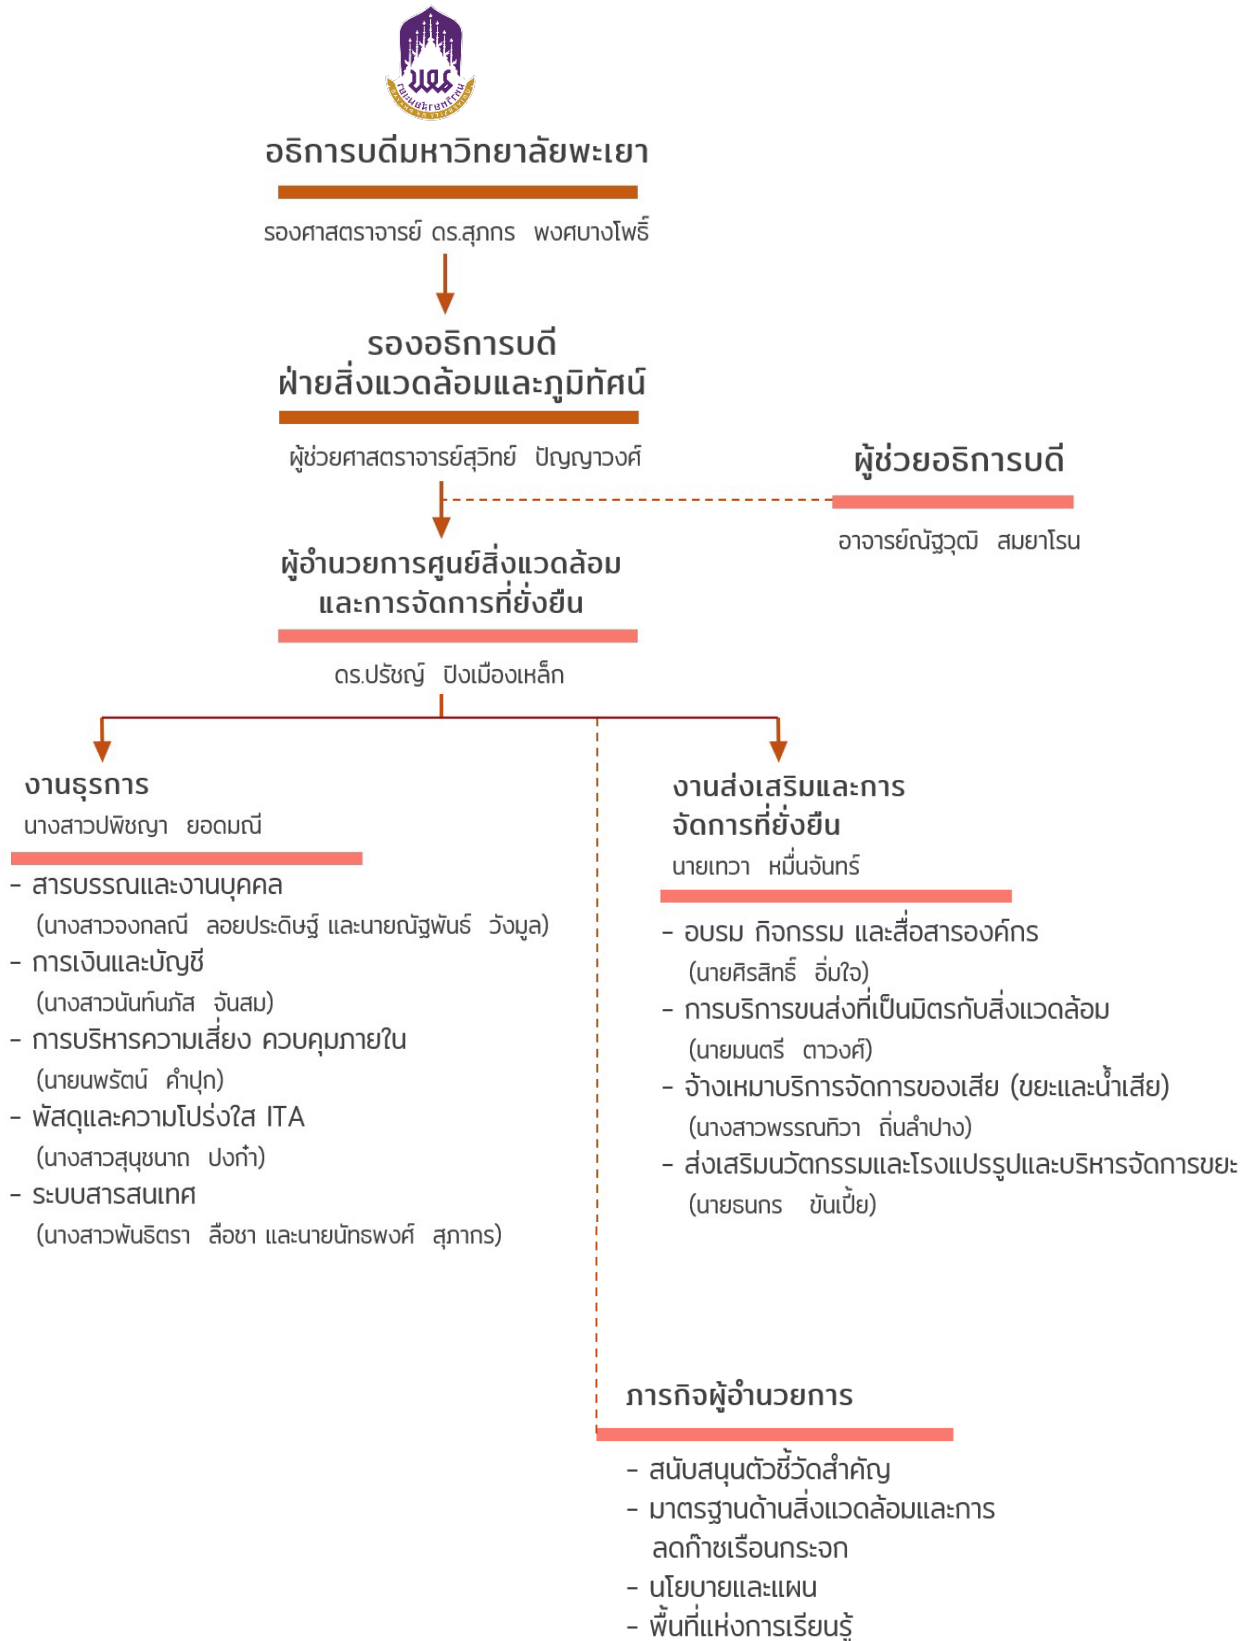 อธิการบดีมหาวิทยาลัยพะเยา
รองศาสตราจารย์ ดร.สุภกร พงศบางโพธิ์
รองอธิการบดี
ฝ่ายสิ่งแวดล้อมและภูมิทัศน์
ผู้ช่วยศาสตราจารย์สุวิทย์ ปัญญาวงศ์
ผู้ช่วยอธิการบดี
อาจารย์ณัฐวุฒิ สมยาโรน
ผู้อำนวยการศูนย์สิ่งแวดล้อม
และการจัดการที่ยั่งยืน
ดร.ปรัชญ์ ปิงเมืองเหล็ก
งานธุรการ
นางสาวปพิชญา ยอดมณี
- สารบรรณและงานบุคคล
(นางสาวจงกลณี ลอยประดิษฐ์ และนายณัฐพันธ์ วังมูล)
- การเงินและบัญชี
(นางสาวนันท์นภัส จันสม)
- การบริหารความเสี่ยง ควบคุมภายใน
(นายนพรัตน์ คำปุก)
- พัสดุและความโปร่งใส ITA
(นางสาวสุนุชนาถ ปงก๋า)
- ระบบสารสนเทศ
(นางสาวพันธิตรา ลือชา และนายนัทธพงศ์ สุภากร)
งานส่งเสริมและการ
จัดการที่ยั่งยืน
นายเทวา หมื่นจันทร์
- อบรม กิจกรรม และสื่อสารองค์กร
(นายศิรสิทธิ์ อิ่มใจ)
- การบริการขนส่งที่เป็นมิตรกับสิ่งแวดล้อม
(นายมนตรี ตาวงศ์)
- จ้างเหมาบริการจัดการของเสีย (ขยะและน้ำเสีย)
(นางสาวพรรณทิวา ถิ่นลำปาง)
- ส่งเสริมนวัตกรรมและโรงแปรรูปและบริหารจัดการขยะ
(นายธนกร ขันเปี้ย)
ภารกิจผู้อำนวยการ
- สนับสนุนตัวชี้วัดสำคัญ
- มาตรฐานด้านสิ่งแวดล้อมและการ
ลดก๊าซเรือนกระจก
- นโยบายและแผน
- พื้นที่แห่งการเรียนรู้